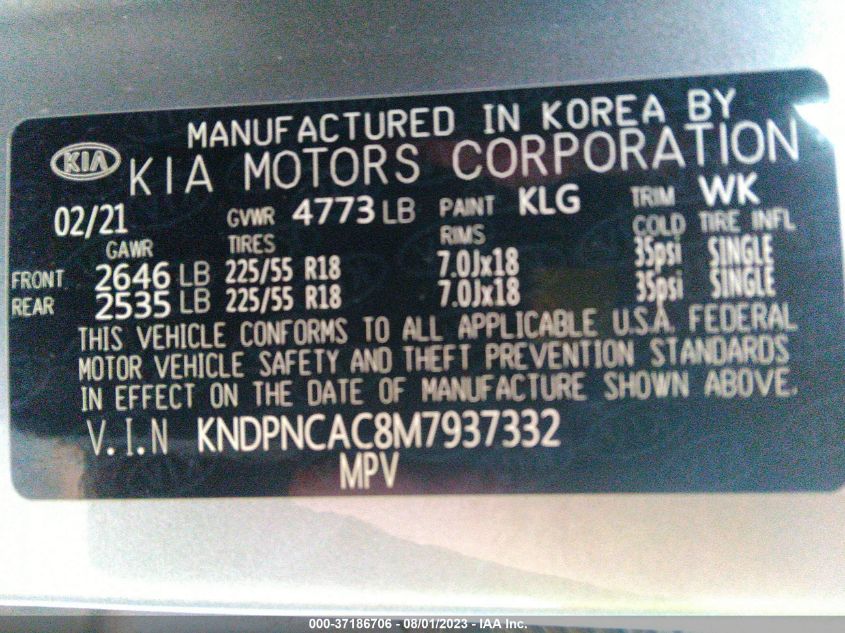 MANUFACTURED IN KOREA BY
KIA KIA MOTORS CORPORATION
02/21 GVWR 4773 LB PAINT KLG TRIM WK
GAWR TIRES RIMS COLD TIRE INFL
FRONT 2646 LB 225/55 R18 7.0Jx18 35psi SINGLE
REAR 2535 LB 225/55 R18 7.0Jx18 35psi SINGLE
THIS VEHICLE CONFORMS TO ALL APPLICABLE U.S.A. FEDERAL
MOTOR VEHICLE SAFETY AND THEFT PREVENTION STANDARDS
IN EFFECT ON THE DATE OF MANUFACTURE SHOWN ABOVE.
V.I.N KNDPNCAC8M7937332
MPV
000-37186706 - 08/01/2023 - IAA Inc.